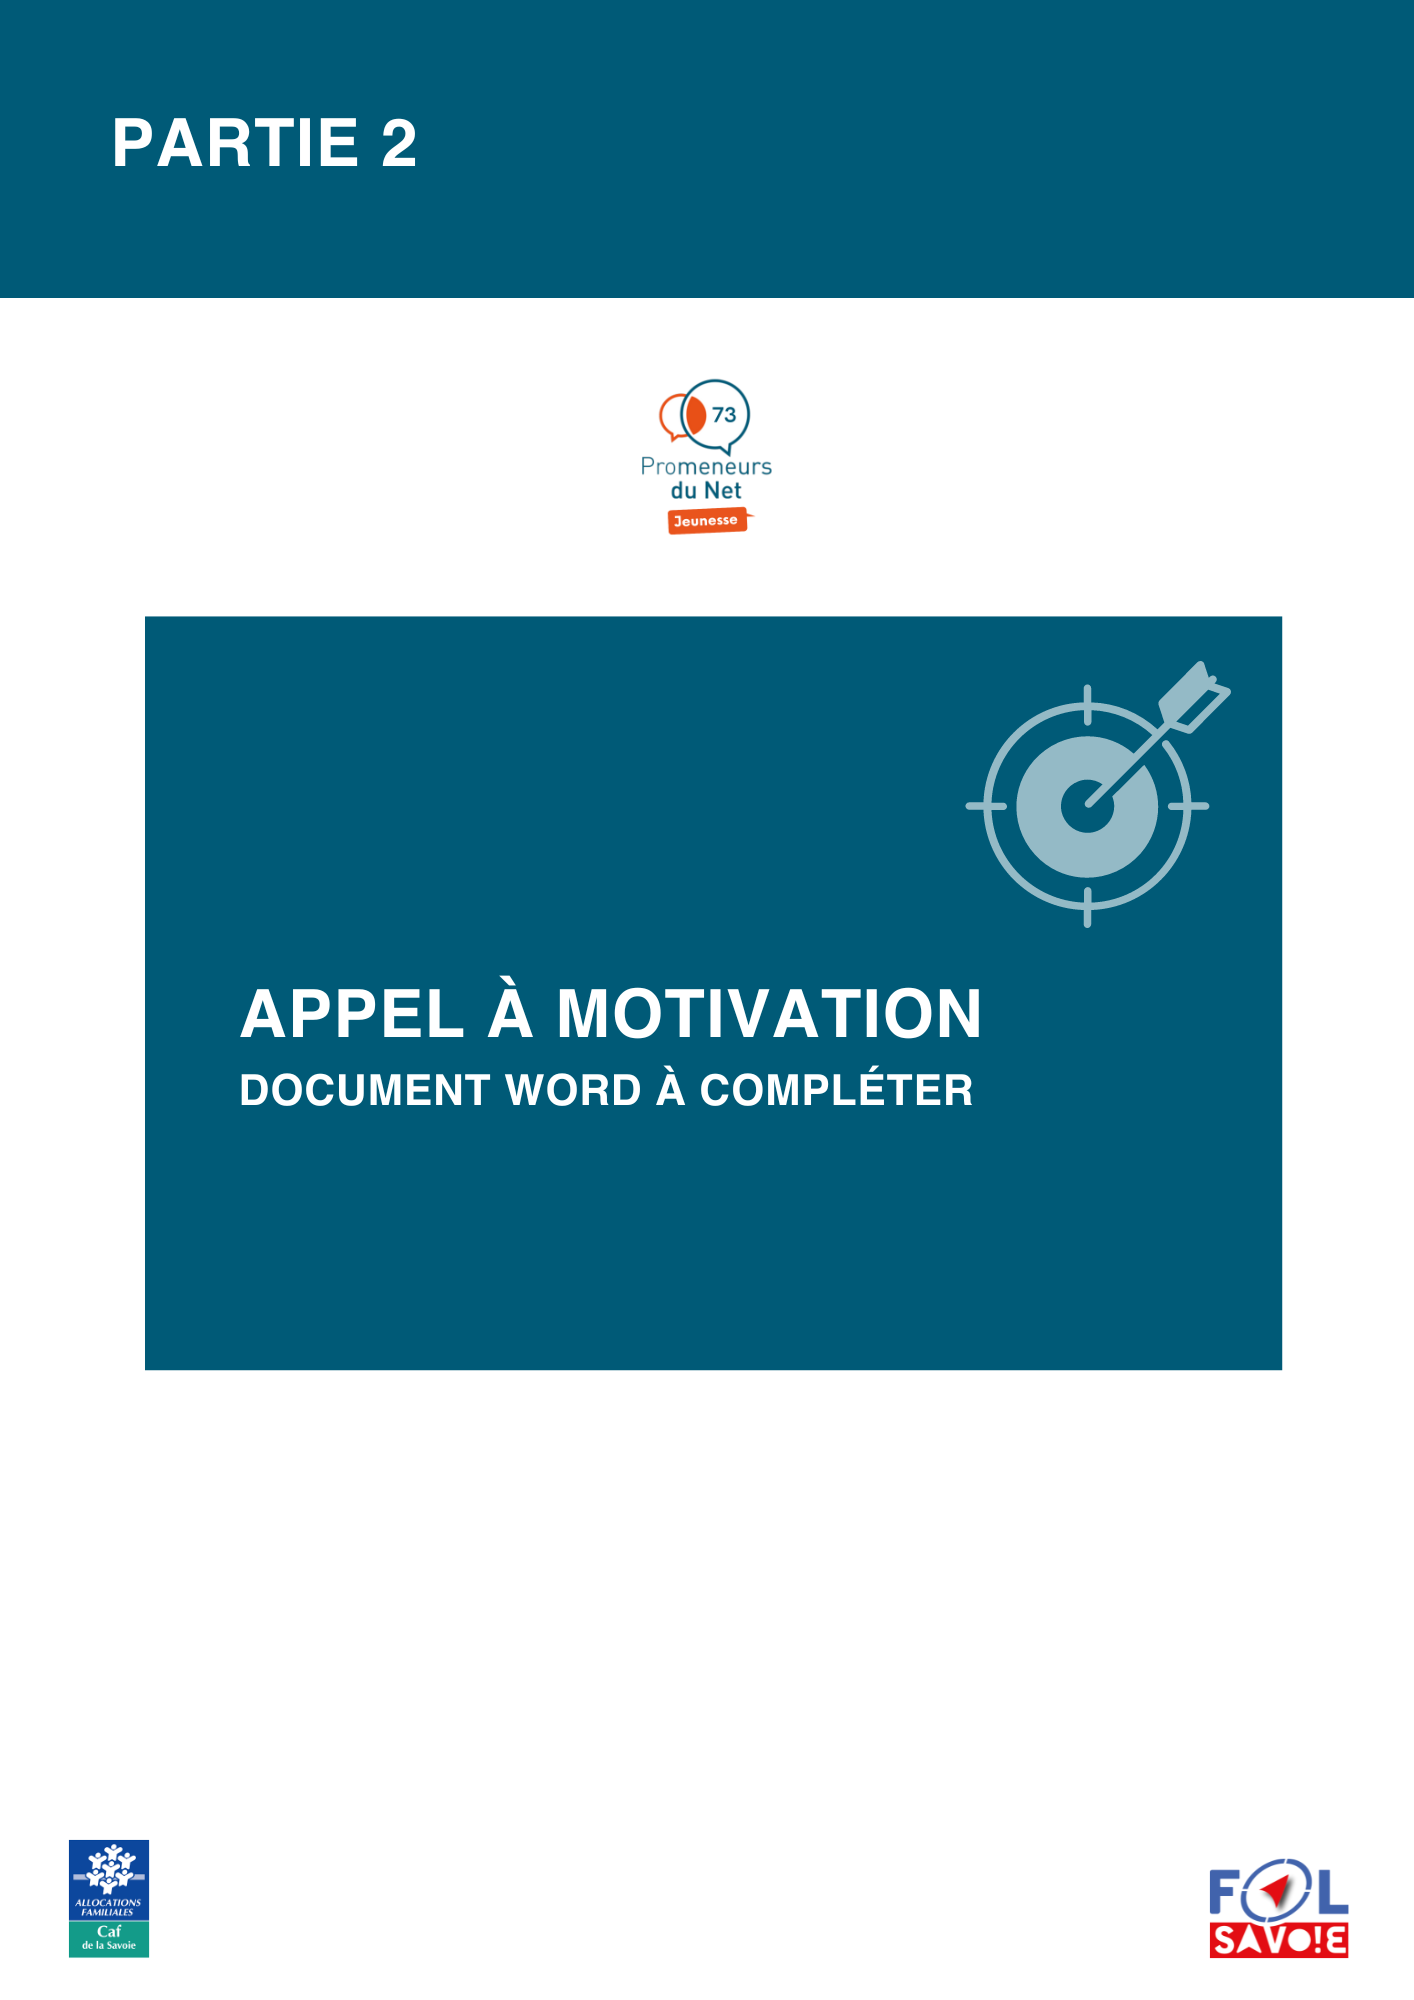 PARTIE 2
73
Promeneurs
du Net
Jeunesse
APPEL À MOTIVATION
DOCUMENT WORD À COMPLÉTER
ALLOCATIONS
FAMILIALES
Caf
de la Savoie
FOL
SAVOIE